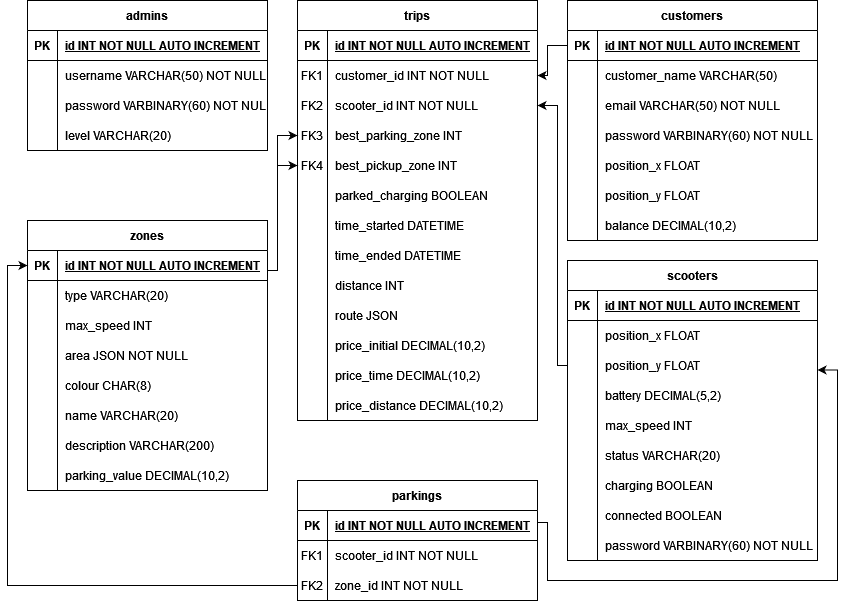 admins
PK id INT NOT NULL AUTO INCREMENT
username VARCHAR(50) NOT NULL
password VARBINARY(60) NOT NUL
level VARCHAR(20)
trips
PK id INT NOT NULL AUTO INCREMENT
FK1 customer_id INT NOT NULL
FK2 scooter_id INT NOT NULL
FK3 best_parking_zone INT
FK4 best_pickup_zone INT
parked_charging BOOLEAN
time_started DATETIME
time_ended DATETIME
distance INT
route JSON
price_initial DECIMAL(10,2)
price_time DECIMAL(10,2)
price_distance DECIMAL(10,2)
customers
PK id INT NOT NULL AUTO INCREMENT
customer_name VARCHAR(50)
email VARCHAR(50) NOT NULL
password VARBINARY(60) NOT NULL
position_x FLOAT
position_y FLOAT
balance DECIMAL(10,2)
zones
PK id INT NOT NULL AUTO INCREMENT
type VARCHAR(20)
max_speed INT
area JSON NOT NULL
colour CHAR(8)
name VARCHAR(20)
description VARCHAR(200)
parking_value DECIMAL(10,2)
scooters
PK id INT NOT NULL AUTO INCREMENT
position_x FLOAT
position_y FLOAT
battery DECIMAL(5,2)
max_speed INT
status VARCHAR(20)
charging BOOLEAN
connected BOOLEAN
password VARBINARY(60) NOT NULL
parkings
PK id INT NOT NULL AUTO INCREMENT
FK1 scooter_id INT NOT NULL
FK2 zone_id INT NOT NULL